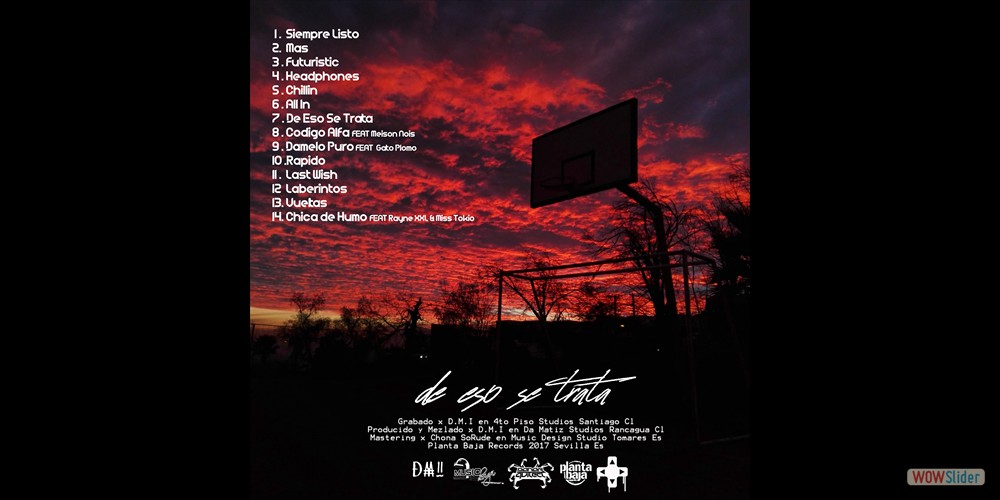 1. Siempre Listo
2. Mas
3. Futuristic
4. Headphones
5. Chillin
6. All In
7. De Eso Se Trata
8. Codigo Alfa FEAT Meison Nois
9. Damelo Puro FEAT Gato Plomo
10. Rapido
11. Last Wish
12 Laberintos
13. Vueltas
14. Chica de Humo FEAT Rayne XXL & Miss Tokio
de eso se trata
Grabado x D.M.I en 4to Piso Studios Santiago Cl
Producido y Mezlado x D.M.I en Da Matiz Studios Rancagua Cl
Mastering x Chona SoRude en Music Design Studio Tomares Es
Planta Baja Records 2017 Sevilla Es
MUSIC
planta
baja
WOWSlider